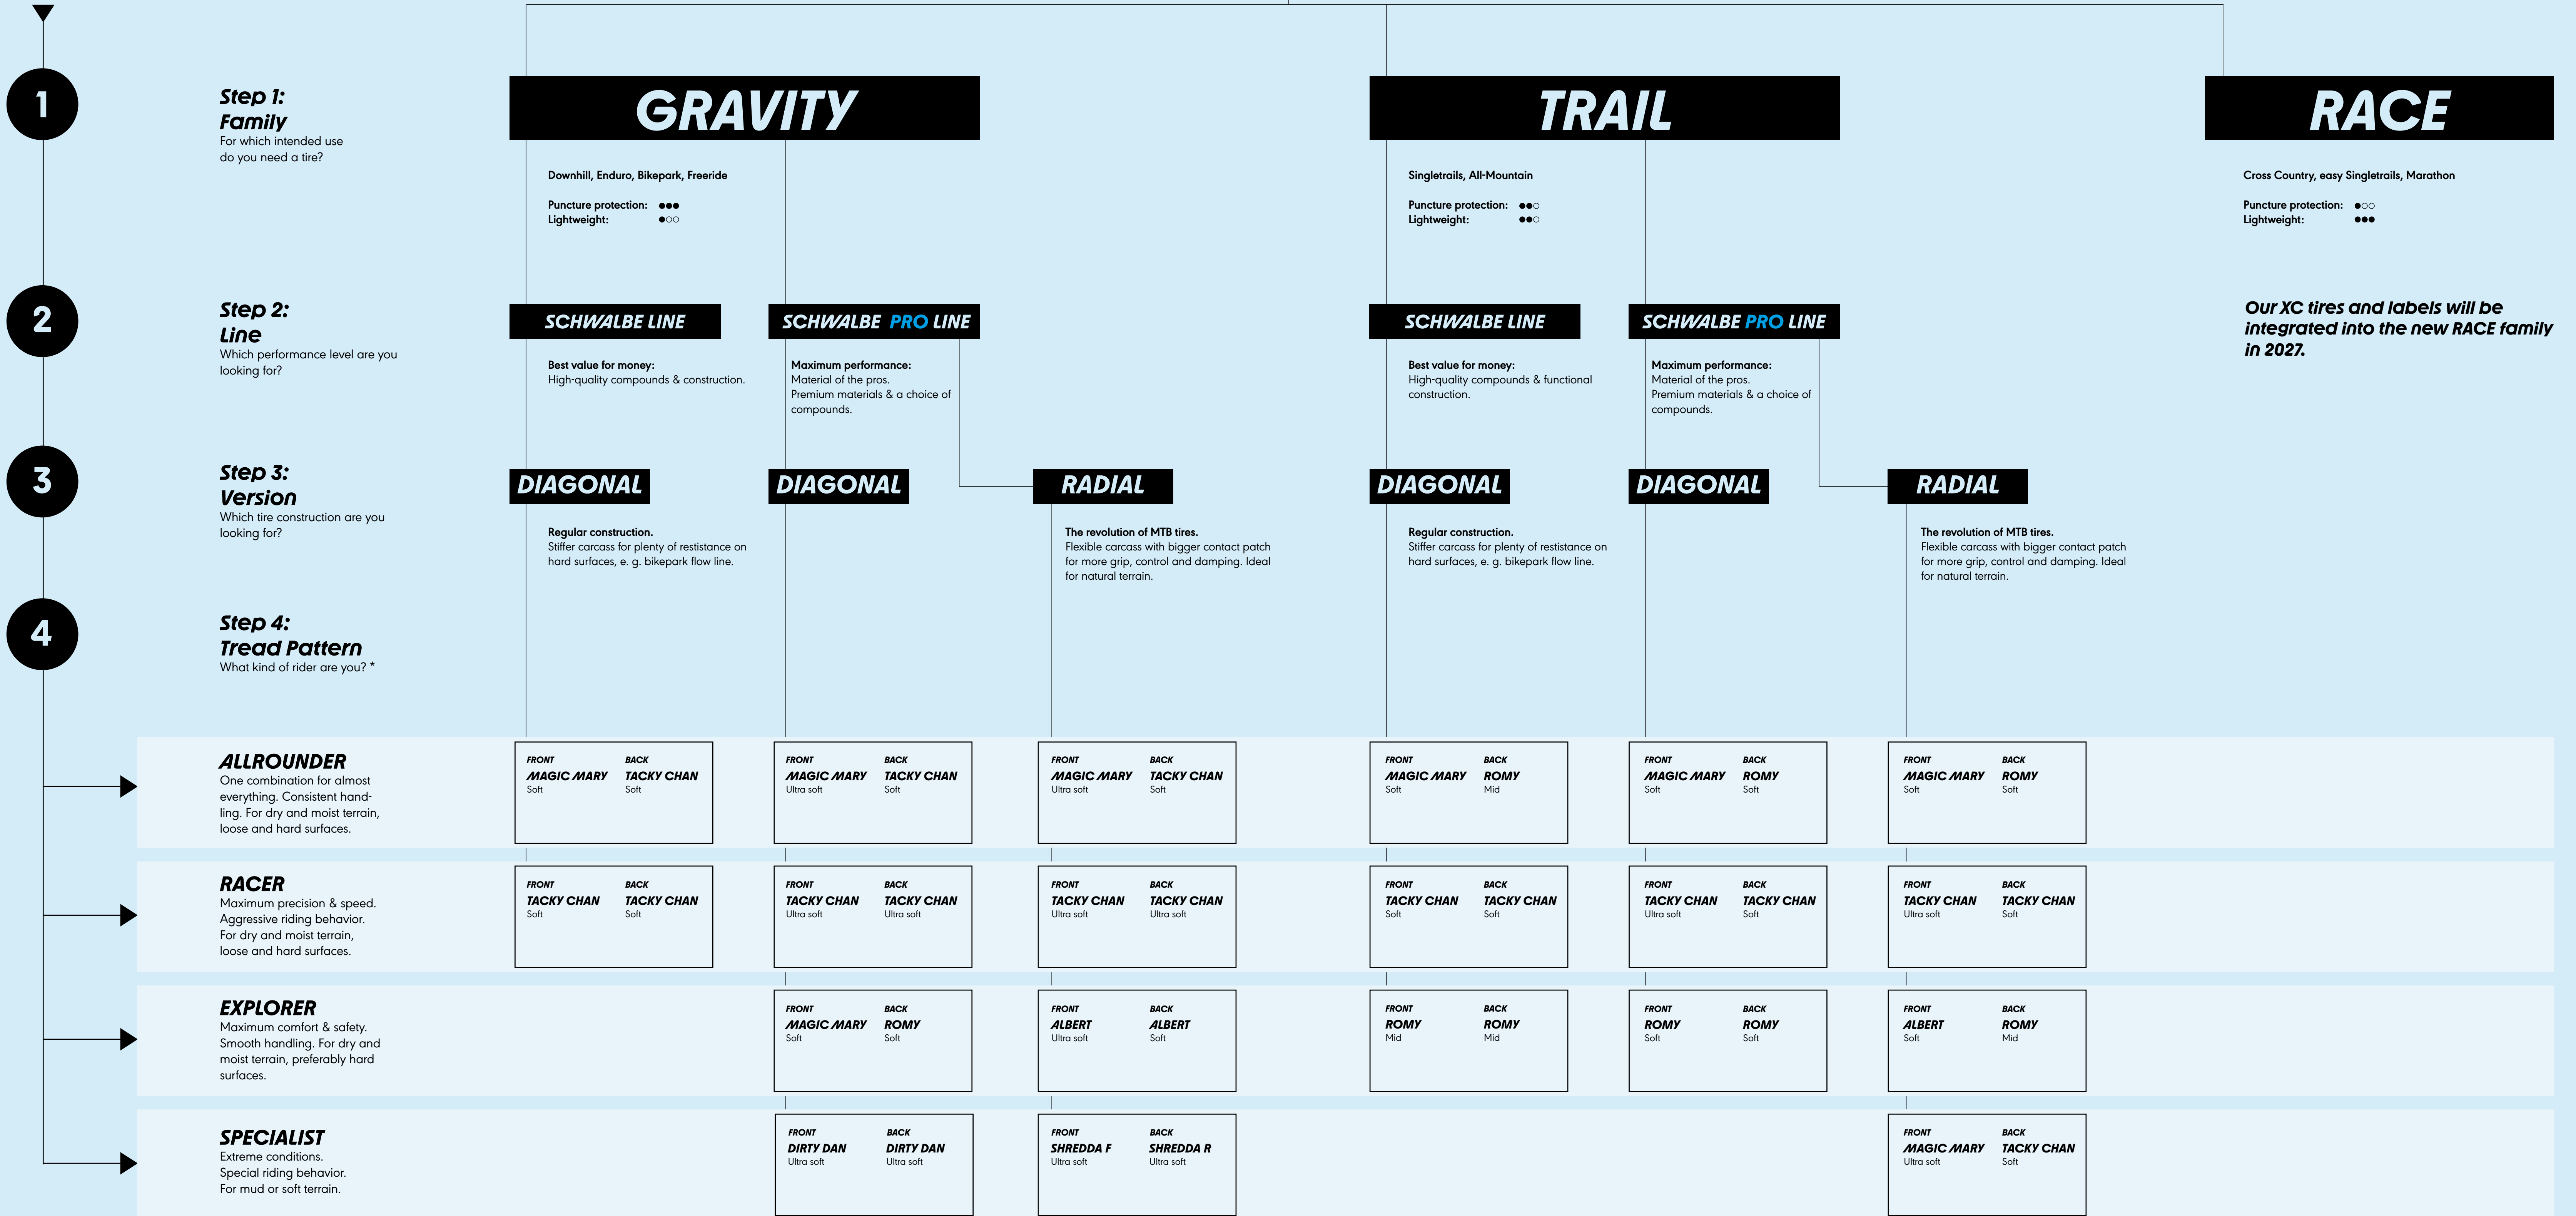 1
Step 1:
Family
For which intended use
do you need a tire?
GRAVITY
Downhill, Enduro, Bikepark, Freeride
Puncture protection: ●●●
Lightweight: ●○○
TRAIL
Singletrails, All-Mountain
Puncture protection: ●●○
Lightweight: ●●○
RACE
Cross Country, easy Singletrails, Marathon
Puncture protection: ●○○
Lightweight: ●●●
2
Step 2:
Line
Which performance level are you
looking for?
SCHWALBE LINE
Best value for money:
High-quality compounds & construction.
SCHWALBE PRO LINE
Maximum performance:
Material of the pros.
Premium materials & a choice of
compounds.
SCHWALBE LINE
Best value for money:
High-quality compounds & functional
construction.
SCHWALBE PRO LINE
Maximum performance:
Material of the pros.
Premium materials & a choice of
compounds.
Our XC tires and labels will be
integrated into the new RACE family
in 2027.
3
Step 3:
Version
Which tire construction are you
looking for?
DIAGONAL
Regular construction.
Stiffer carcass for plenty of restistance on
hard surfaces, e. g. bikepark flow line.
DIAGONAL
RADIAL
The revolution of MTB tires.
Flexible carcass with bigger contact patch
for more grip, control and damping. Ideal
for natural terrain.
DIAGONAL
Regular construction.
Stiffer carcass for plenty of restistance on
hard surfaces, e. g. bikepark flow line.
DIAGONAL
RADIAL
The revolution of MTB tires.
Flexible carcass with bigger contact patch
for more grip, control and damping. Ideal
for natural terrain.
4
Step 4:
Tread Pattern
What kind of rider are you? *
ALLROUNDER
One combination for almost
everything. Consistent hand-
ling. For dry and moist terrain,
loose and hard surfaces.
FRONT BACK
MAGIC MARY TACKY CHAN
Soft Soft
FRONT BACK
MAGIC MARY TACKY CHAN
Ultra soft Soft
FRONT BACK
MAGIC MARY TACKY CHAN
Ultra soft Soft
FRONT BACK
MAGIC MARY ROMY
Soft Mid
FRONT BACK
MAGIC MARY ROMY
Soft Soft
FRONT BACK
MAGIC MARY ROMY
Soft Soft
RACER
Maximum precision & speed.
Aggressive riding behavior.
For dry and moist terrain,
loose and hard surfaces.
FRONT BACK
TACKY CHAN TACKY CHAN
Soft Soft
FRONT BACK
TACKY CHAN TACKY CHAN
Ultra soft Ultra soft
FRONT BACK
TACKY CHAN TACKY CHAN
Ultra soft Ultra soft
FRONT BACK
TACKY CHAN TACKY CHAN
Soft Soft
FRONT BACK
TACKY CHAN TACKY CHAN
Ultra soft Soft
FRONT BACK
TACKY CHAN TACKY CHAN
Ultra soft Soft
EXPLORER
Maximum comfort & safety.
Smooth handling. For dry and
moist terrain, preferably hard
surfaces.
FRONT BACK
MAGIC MARY ROMY
Soft Soft
FRONT BACK
ALBERT ALBERT
Ultra soft Soft
FRONT BACK
ROMY ROMY
Mid Mid
FRONT BACK
ROMY ROMY
Soft Soft
FRONT BACK
ALBERT ROMY
Soft Mid
SPECIALIST
Extreme conditions.
Special riding behavior.
For mud or soft terrain.
FRONT BACK
DIRTY DAN DIRTY DAN
Ultra soft Ultra soft
FRONT BACK
SHREDDA F SHREDDA R
Ultra soft Ultra soft
FRONT BACK
MAGIC MARY TACKY CHAN
Ultra soft Soft